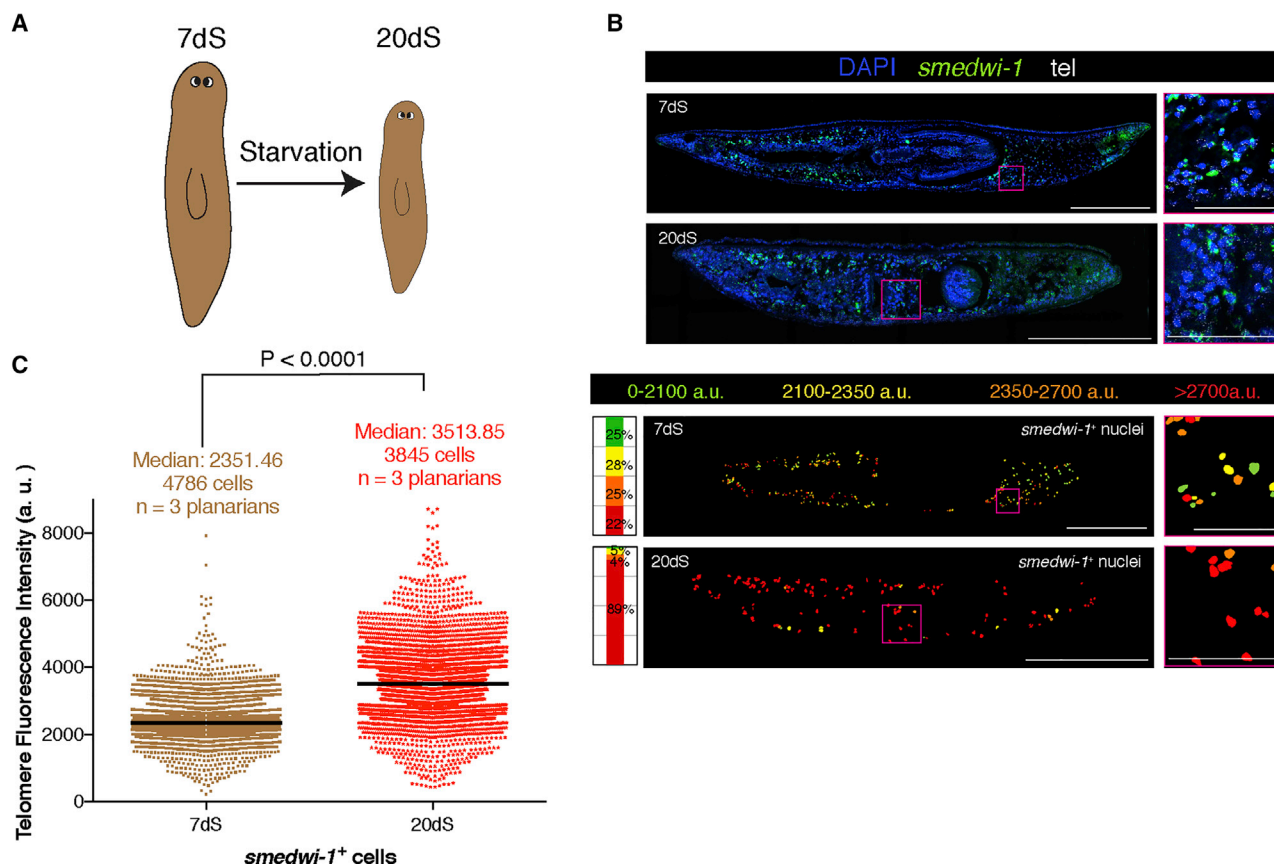 A
7dS
20dS
Starvation
B
DAPI smedwi-1 tel
7dS
20dS
0-2100 a.u.
2100-2350 a.u.
2350-2700 a.u.
>2700a.u.
25%
28%
25%
22%
7dS
smedwi-1+ nuclei
5%
4%
89%
20dS
smedwi-1+ nuclei
C
P < 0.0001
Median: 2351.46
4786 cells
n = 3 planarians
Median: 3513.85
3845 cells
n = 3 planarians
Telomere Fluorescence Intensity (a. u. )
8000
6000
4000
2000
0
7dS
20dS
smedwi-1+ cells